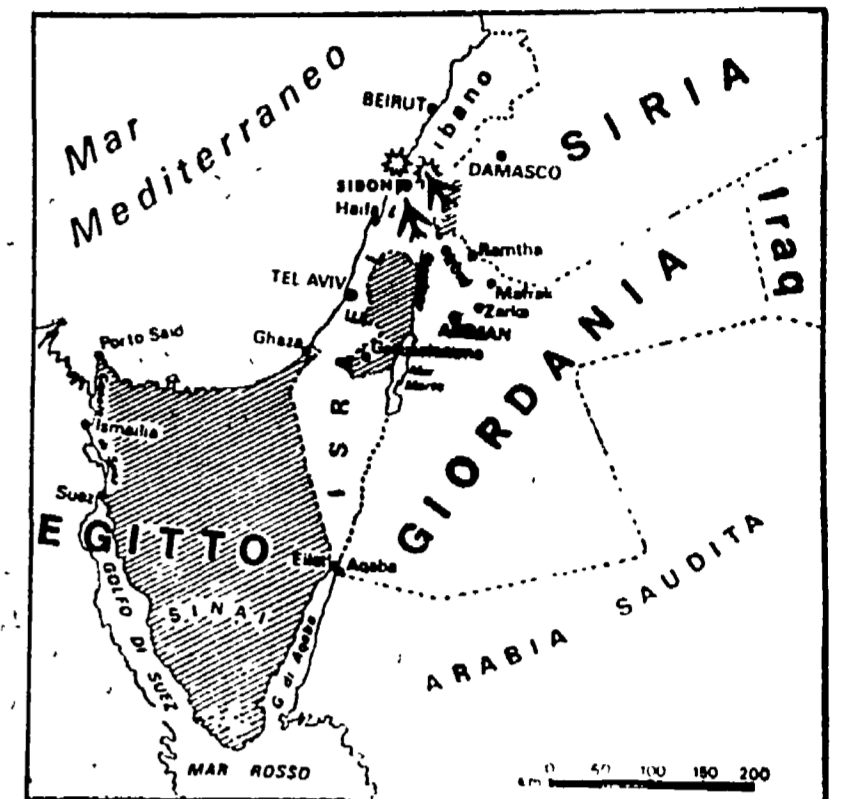 Mar
Mediterraneo
BEIRUT
Libano
SIRIA
DAMASCO
SIDON
Haifa
Iraq
Ramtha
TEL AVIV
Mafrak
Zarka
AMMAN
Porto Said
Ghaza
Gerusalemme
Mar
Morto
ISRAELE
Ismailia
GIORDANIA
Suez
EGITTO
Eilat
Aqaba
GOLFO DI SUEZ
SINAI
G. di Aqaba
ARABIA SAUDITA
MAR ROSSO
km 0 50 100 150 200